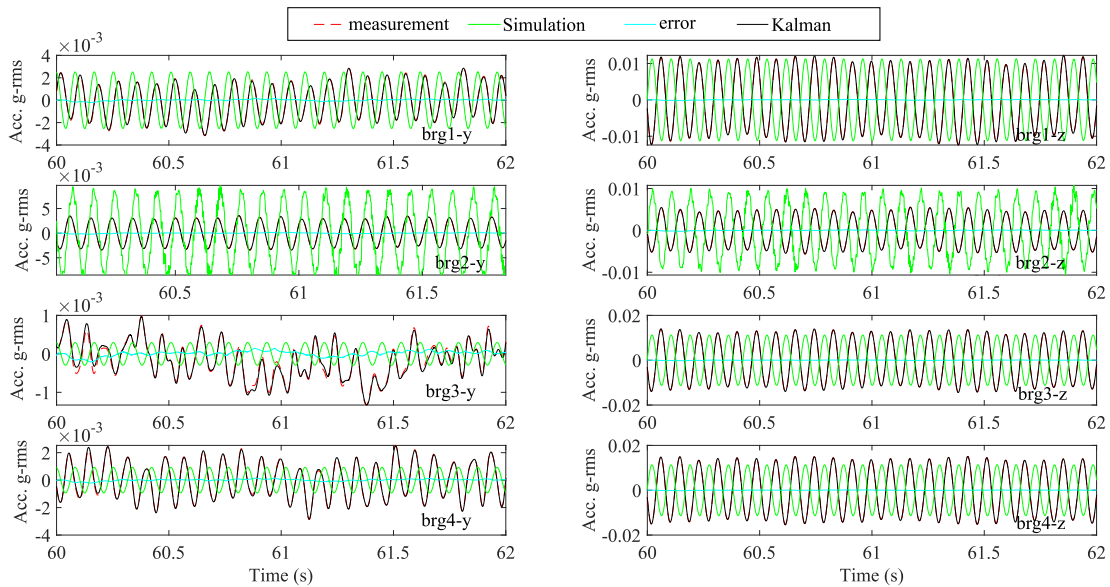 measurement Simulation error Kalman
×10⁻³
4
2
0
-2
-4
Acc. g-rms
brg1-y
60 60.5 61 61.5 62
0.01
0
-0.01
Acc. g-rms
brg1-z
60 60.5 61 61.5 62
×10⁻³
5
0
-5
Acc. g-rms
brg2-y
60.5 61 61.5
0.01
0
-0.01
Acc. g-rms
brg2-z
60 60.5 61 61.5 62
×10⁻³
1
0
-1
Acc. g-rms
brg3-y
60 60.5 61 61.5 62
0.02
0
-0.02
Acc. g-rms
brg3-z
60 60.5 61 61.5 62
×10⁻³
2
0
-2
-4
Acc. g-rms
brg4-y
60 60.5 61 61.5 62
Time (s)
0.02
0
-0.02
Acc. g-rms
brg4-z
60 60.5 61 61.5 62
Time (s)